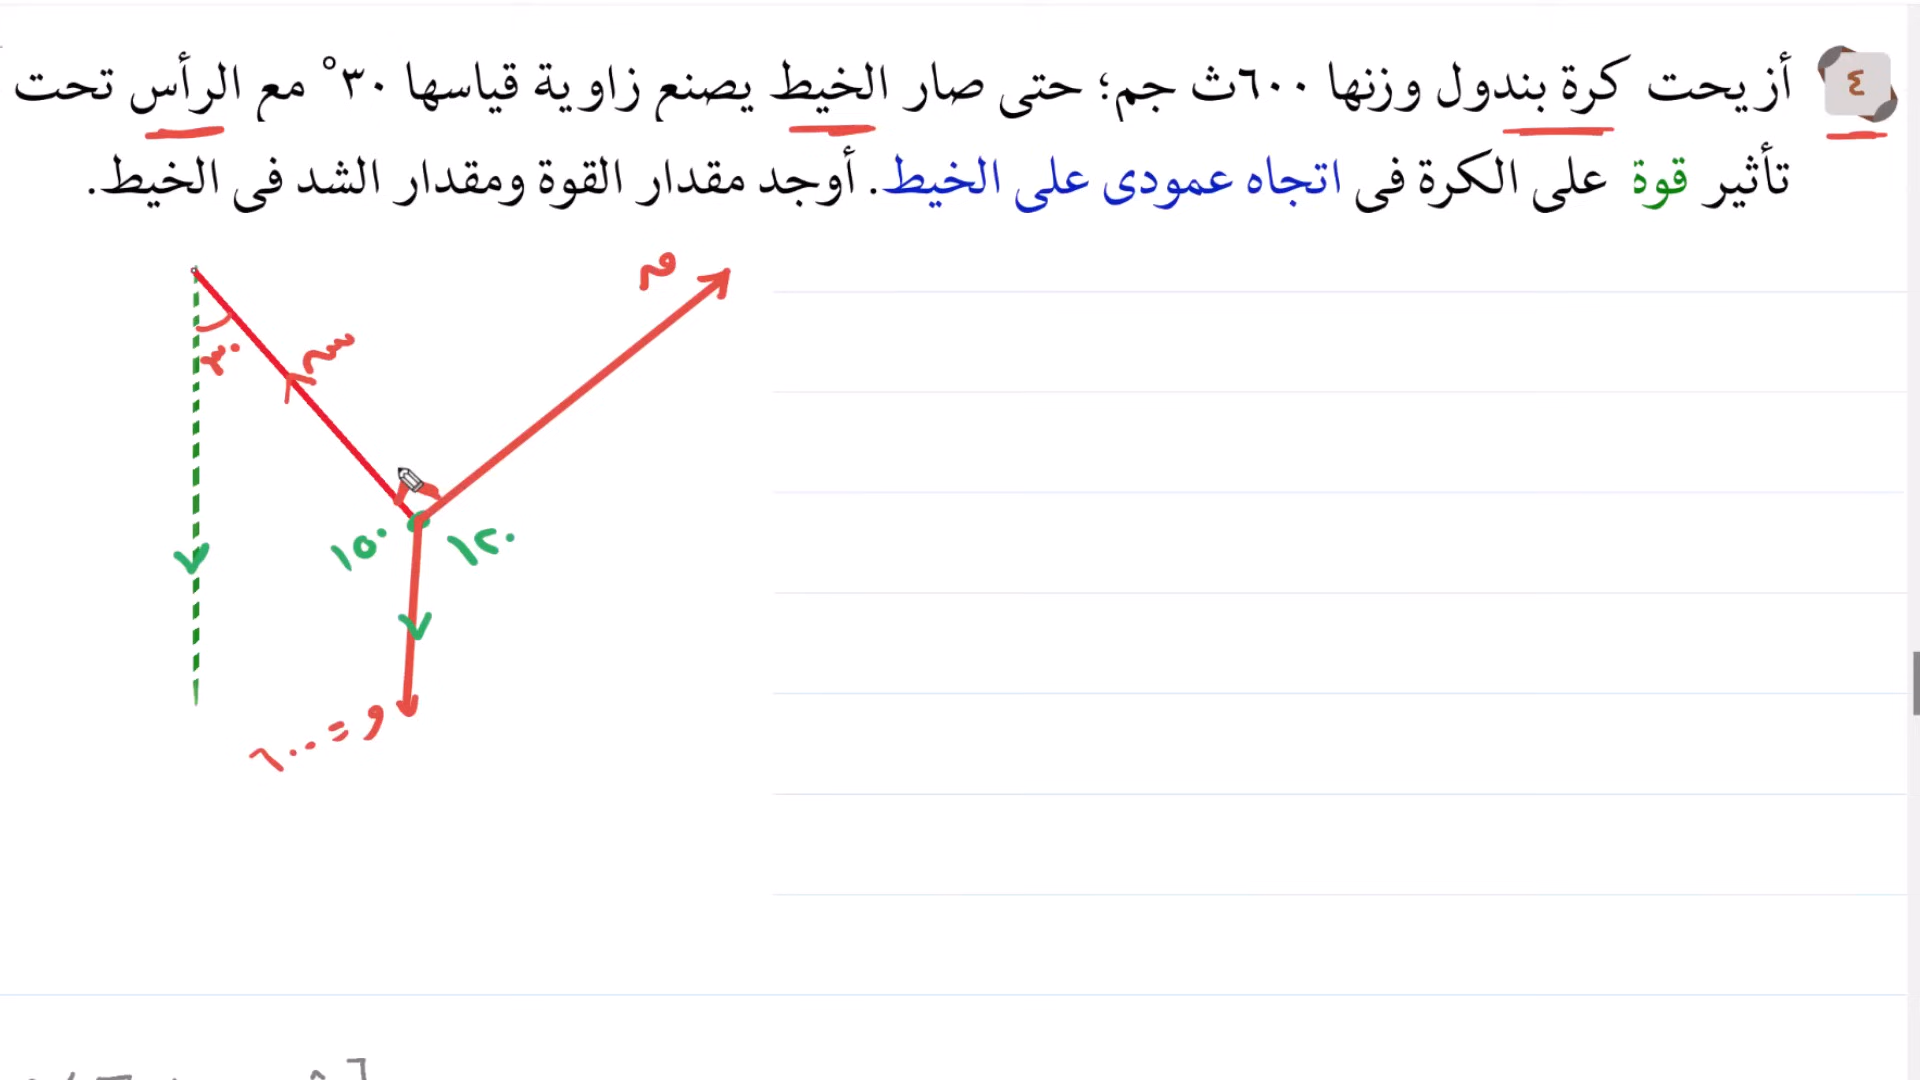 ٤ أزيحت كرة بندول وزنها ٦٠٠ث جم؛ حتى صار الخيط يصنع زاوية قياسها ٣٠° مع الرأس تحت
تأثير قوة على الكرة فى اتجاه عمودى على الخيط. أوجد مقدار القوة ومقدار الشد فى الخيط.
ق
ش
٣٠
١٥٠
١٢٠
و = ٦٠٠